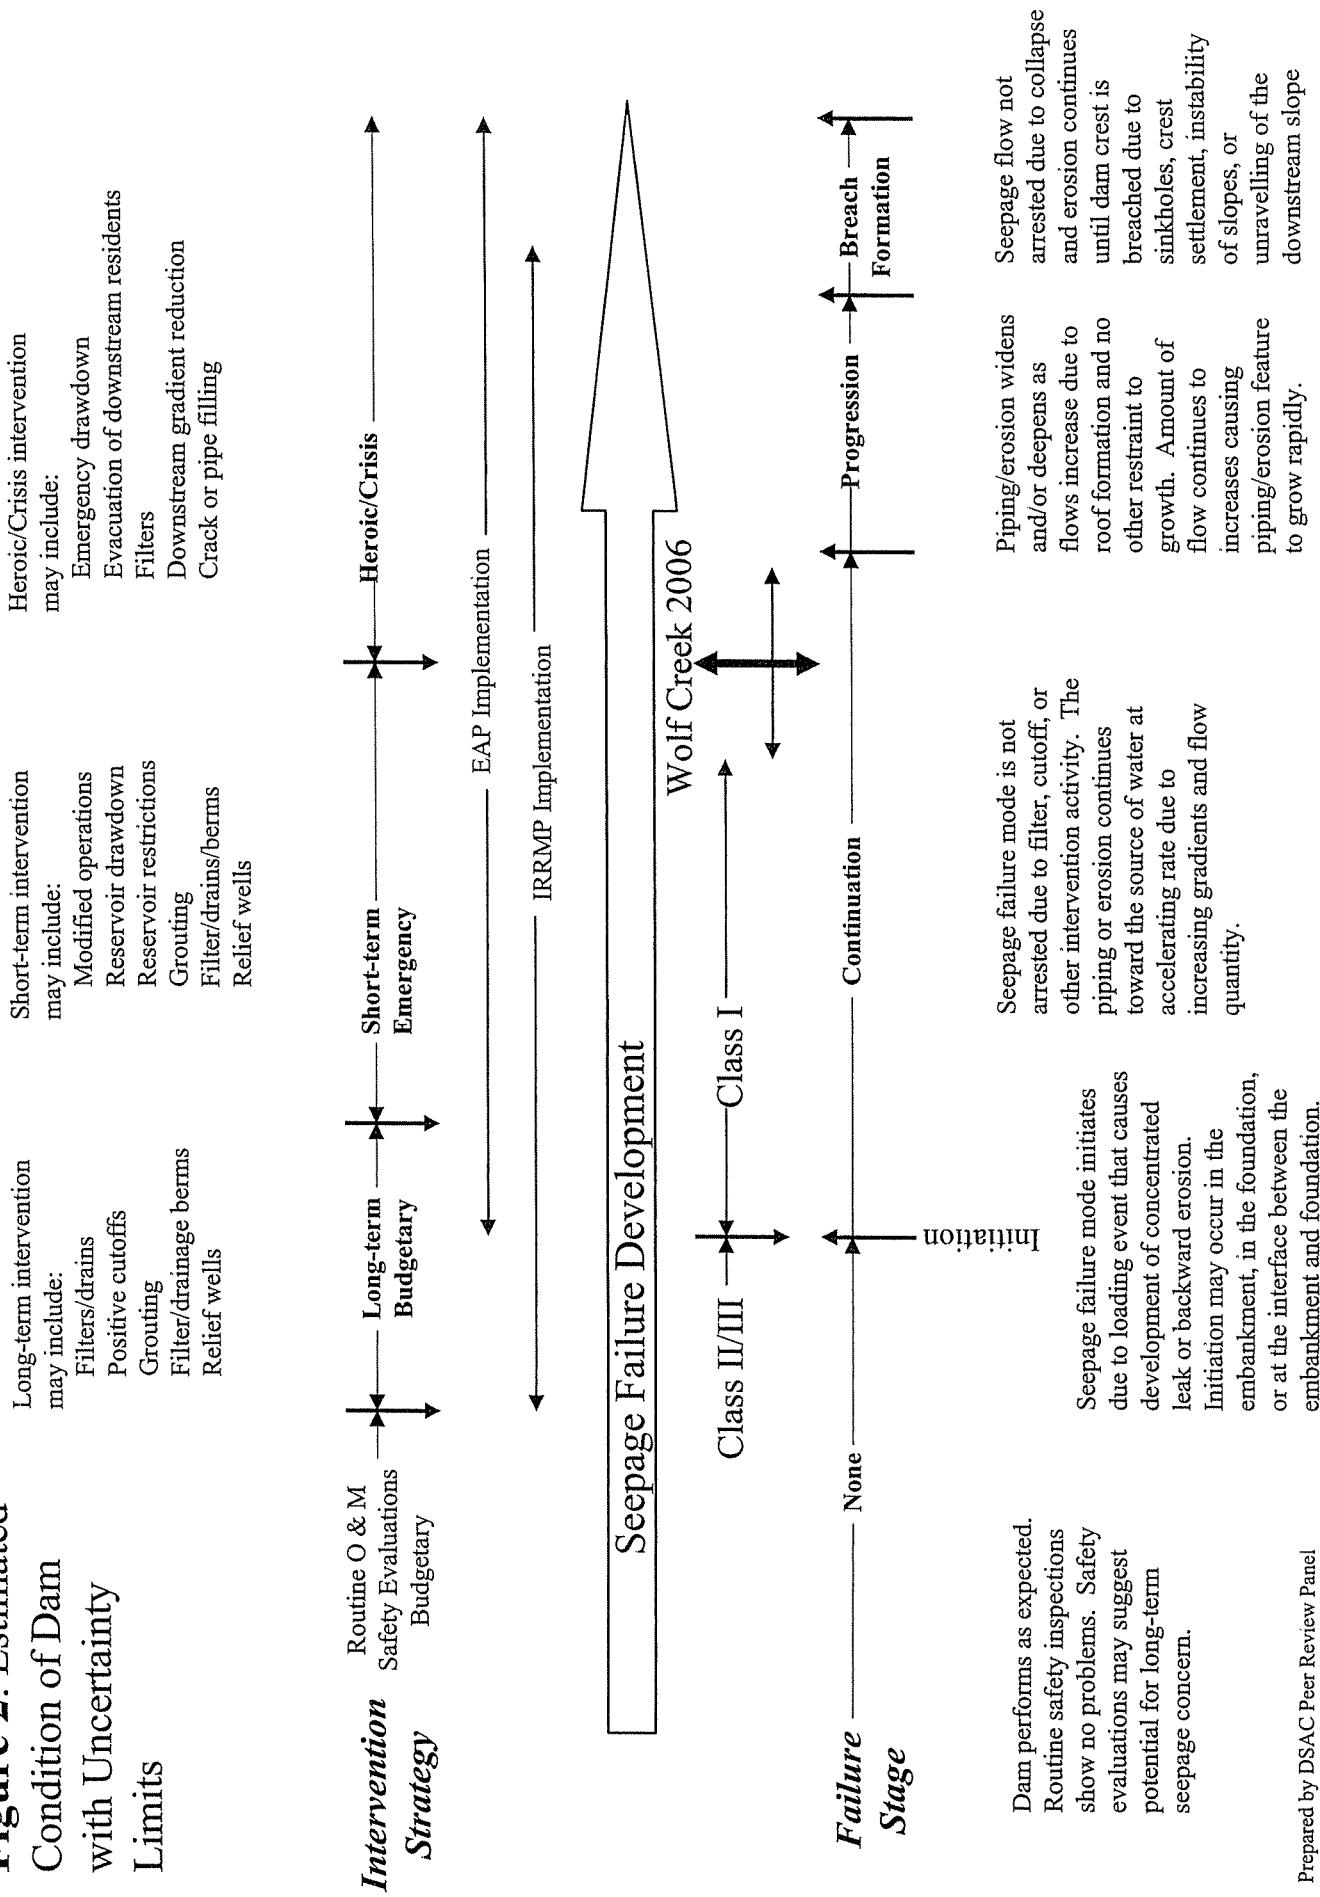 Figure 2. Estimated
Condition of Dam
with Uncertainty
Limits
Long-term intervention
may include:
Filters/drains
Positive cutoffs
Grouting
Filter/drainage berms
Relief wells
Short-term intervention
may include:
Modified operations
Reservoir drawdown
Reservoir restrictions
Grouting
Filter/drains/berms
Relief wells
Heroic/Crisis intervention
may include:
Emergency drawdown
Evacuation of downstream residents
Filters
Downstream gradient reduction
Crack or pipe filling
Intervention
Strategy
Routine O & M
Safety Evaluations
Budgetary
Long-term
Budgetary
Short-term
Emergency
Heroic/Crisis
EAP Implementation
IRRMP Implementation
Seepage Failure Development
Wolf Creek 2006
Class II/III
Class I
Failure
Stage
None
Initiation
Continuation
Progression
Breach
Formation
Dam performs as expected.
Routine safety inspections
show no problems. Safety
evaluations may suggest
potential for long-term
seepage concern.
Seepage failure mode initiates
due to loading event that causes
development of concentrated
leak or backward erosion.
Initiation may occur in the
embankment, in the foundation,
or at the interface between the
embankment and foundation.
Seepage failure mode is not
arrested due to filter, cutoff, or
other intervention activity. The
piping or erosion continues
toward the source of water at
accelerating rate due to
increasing gradients and flow
quantity.
Piping/erosion widens
and/or deepens as
flows increase due to
roof formation and no
other restraint to
growth. Amount of
flow continues to
increases causing
piping/erosion feature
to grow rapidly.
Seepage flow not
arrested due to collapse
and erosion continues
until dam crest is
breached due to
sinkholes, crest
settlement, instability
of slopes, or
unravelling of the
downstream slope
Prepared by DSAC Peer Review Panel